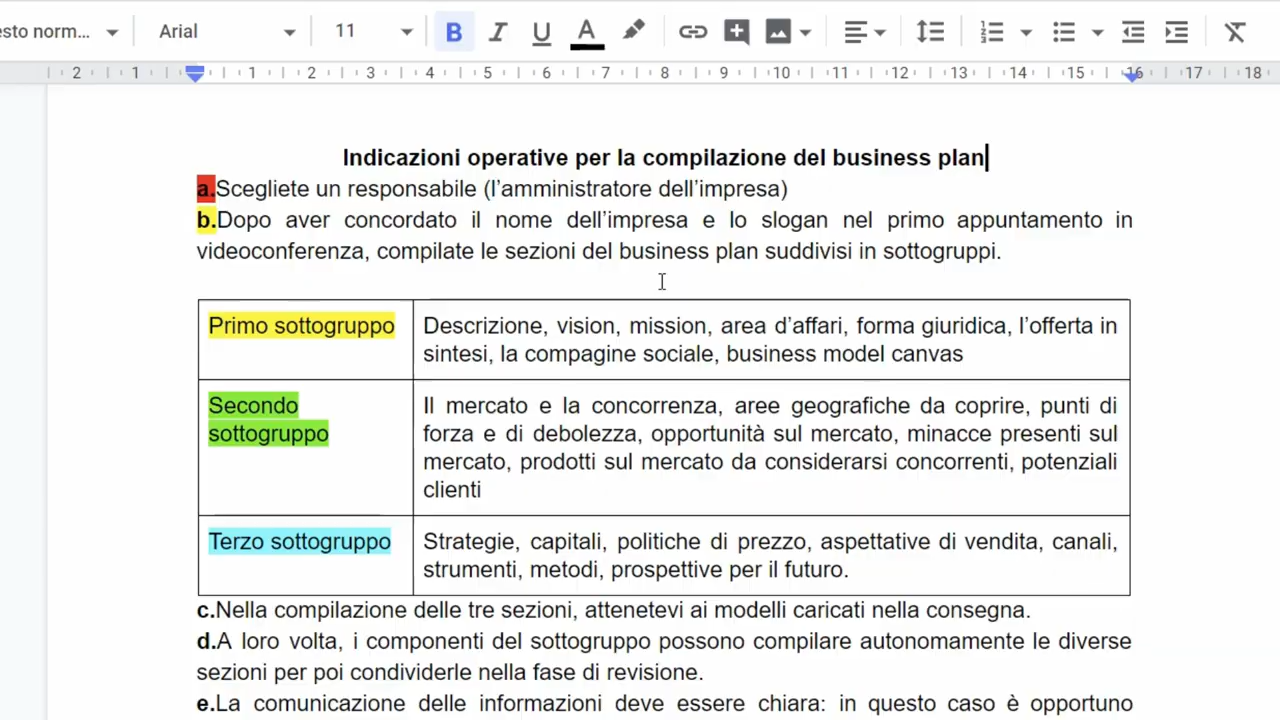 esto norm...
Arial
11
B I U A
2 1 1 2 3 4 5 6 7 8 9 10 11 12 13 14 15 16 17 18
Indicazioni operative per la compilazione del business plan
a.Scegliete un responsabile (l’amministratore dell’impresa)
b.Dopo aver concordato il nome dell’impresa e lo slogan nel primo appuntamento in
videoconferenza, compilate le sezioni del business plan suddivisi in sottogruppi.
Primo sottogruppo
Descrizione, vision, mission, area d’affari, forma giuridica, l’offerta in
sintesi, la compagine sociale, business model canvas
Secondo
sottogruppo
Il mercato e la concorrenza, aree geografiche da coprire, punti di
forza e di debolezza, opportunità sul mercato, minacce presenti sul
mercato, prodotti sul mercato da considerarsi concorrenti, potenziali
clienti
Terzo sottogruppo
Strategie, capitali, politiche di prezzo, aspettative di vendita, canali,
strumenti, metodi, prospettive per il futuro.
c.Nella compilazione delle tre sezioni, attenetevi ai modelli caricati nella consegna.
d.A loro volta, i componenti del sottogruppo possono compilare autonomamente le diverse
sezioni per poi condividerle nella fase di revisione.
e.La comunicazione delle informazioni deve essere chiara: in questo caso è opportuno